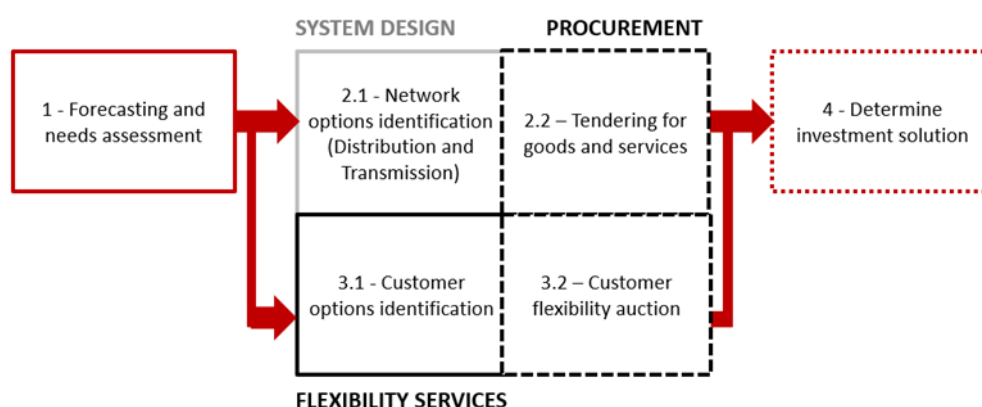 SYSTEM DESIGN
PROCUREMENT
1 - Forecasting and
needs assessment
2.1 - Network
options identification
(Distribution and
Transmission)
2.2 – Tendering for
goods and services
4 - Determine
investment solution
3.1 - Customer
options identification
3.2 – Customer
flexibility auction
FLEXIBILITY SERVICES